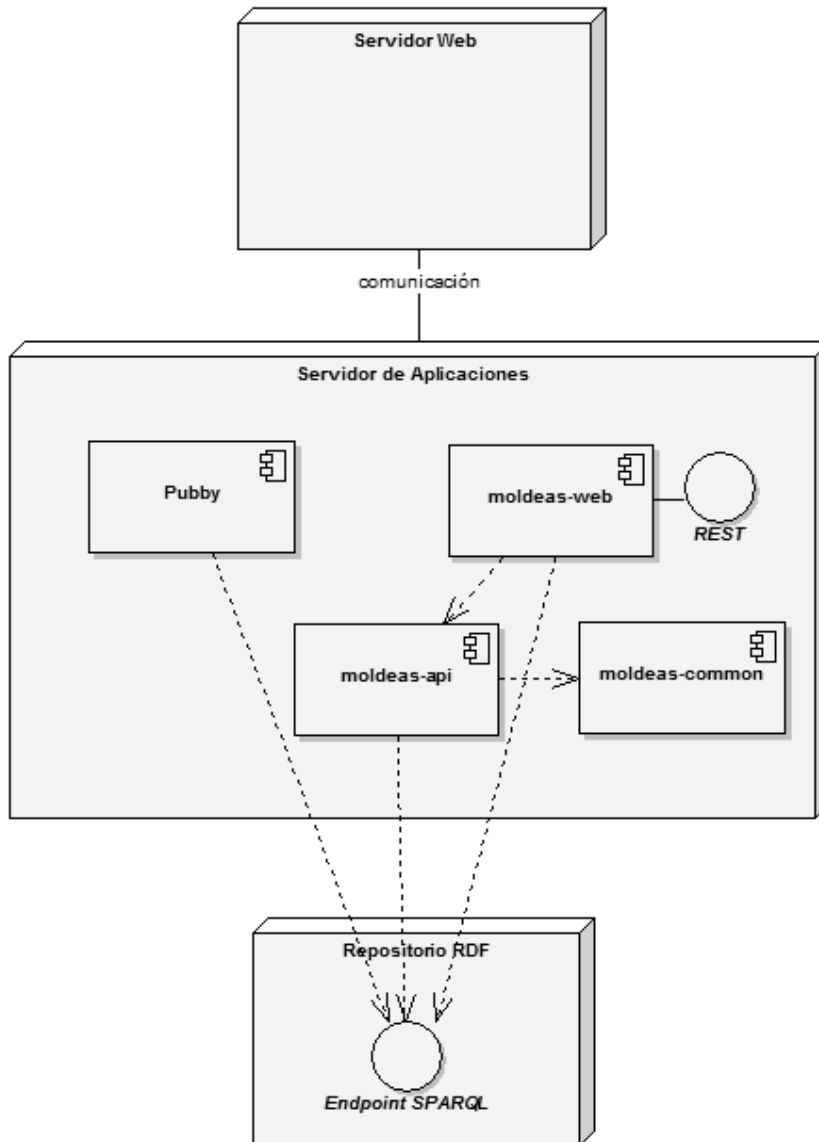 Servidor Web
comunicación
Servidor de Aplicaciones
Pubby
moldeas-web
REST
moldeas-api
moldeas-common
Repositorio RDF
Endpoint SPARQL